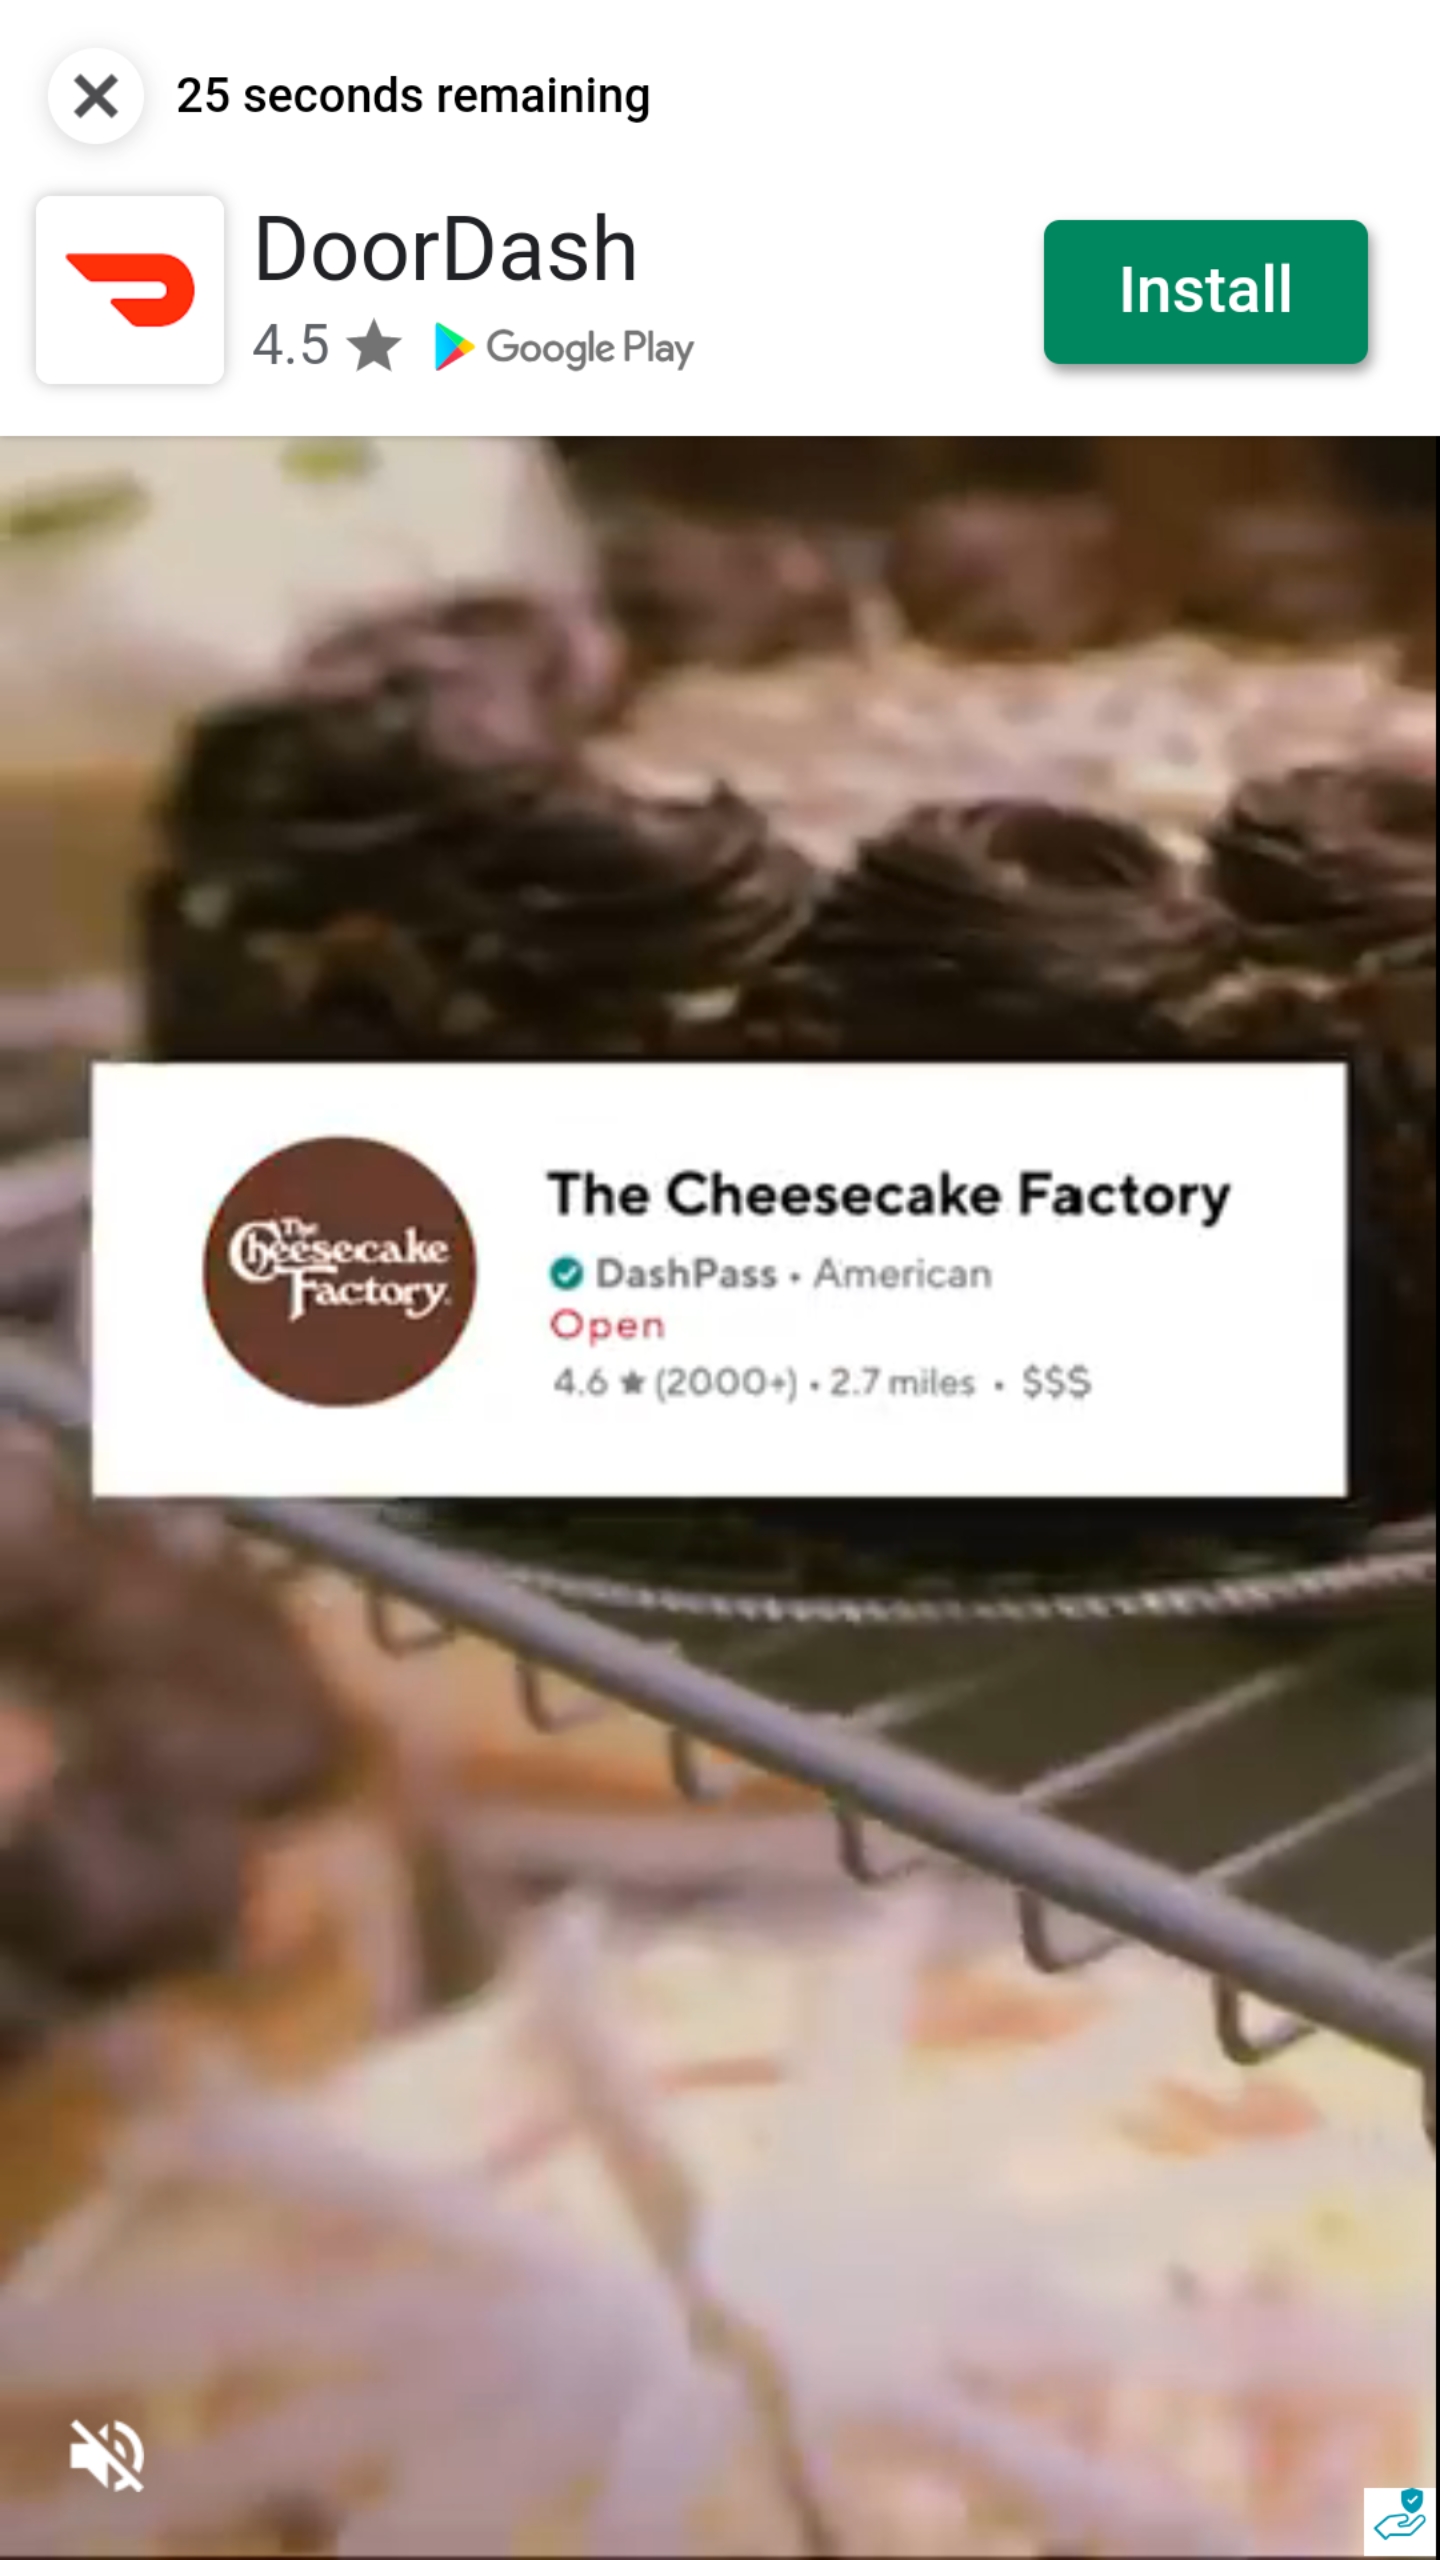 25 seconds remaining
DoorDash
4.5 ★ Google Play
Install
The Cheesecake Factory
The Cheesecake Factory
DashPass • American
Open
4.6 ★ (2000+) • 2.7 miles • $$$